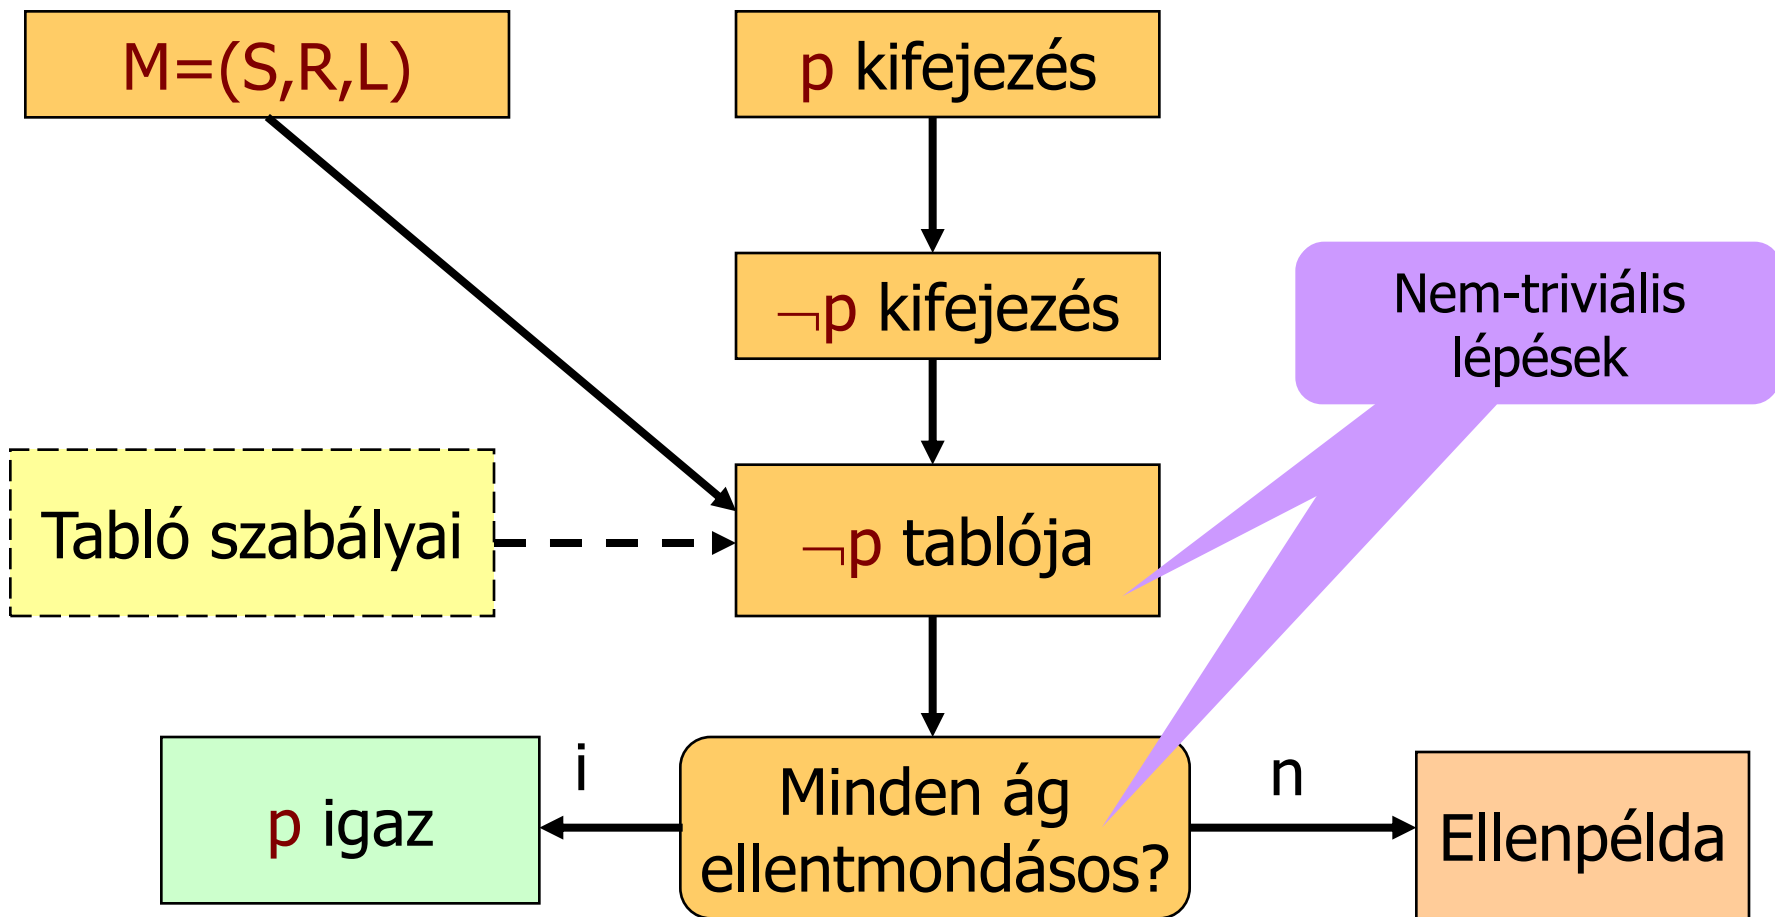 M=(S,R,L)
p kifejezés
¬p kifejezés
Nem-triviális
lépések
Tabló szabályai
¬p tablója
p igaz
i
Minden ág
ellentmondásos?
n
Ellenpélda